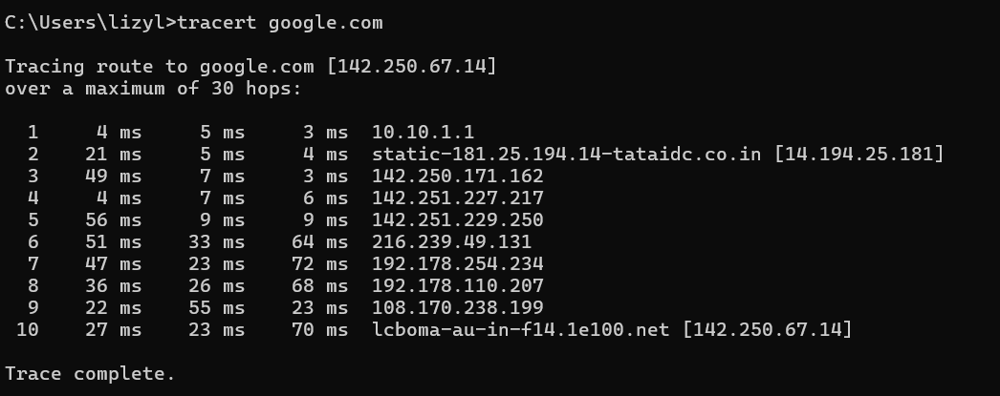 C:\Users\lizyl>tracert google.com
Tracing route to google.com [142.250.67.14]
over a maximum of 30 hops:
1 4 ms 5 ms 3 ms 10.10.1.1
2 21 ms 5 ms 4 ms static-181.25.194.14-tataidc.co.in [14.194.25.181]
3 49 ms 7 ms 3 ms 142.250.171.162
4 4 ms 7 ms 6 ms 142.251.227.217
5 56 ms 9 ms 9 ms 142.251.229.250
6 51 ms 33 ms 64 ms 216.239.49.131
7 47 ms 23 ms 72 ms 192.178.254.234
8 36 ms 26 ms 68 ms 192.178.110.207
9 22 ms 55 ms 23 ms 108.170.238.199
10 27 ms 23 ms 70 ms lcboma-au-in-f14.1e100.net [142.250.67.14]
Trace complete.